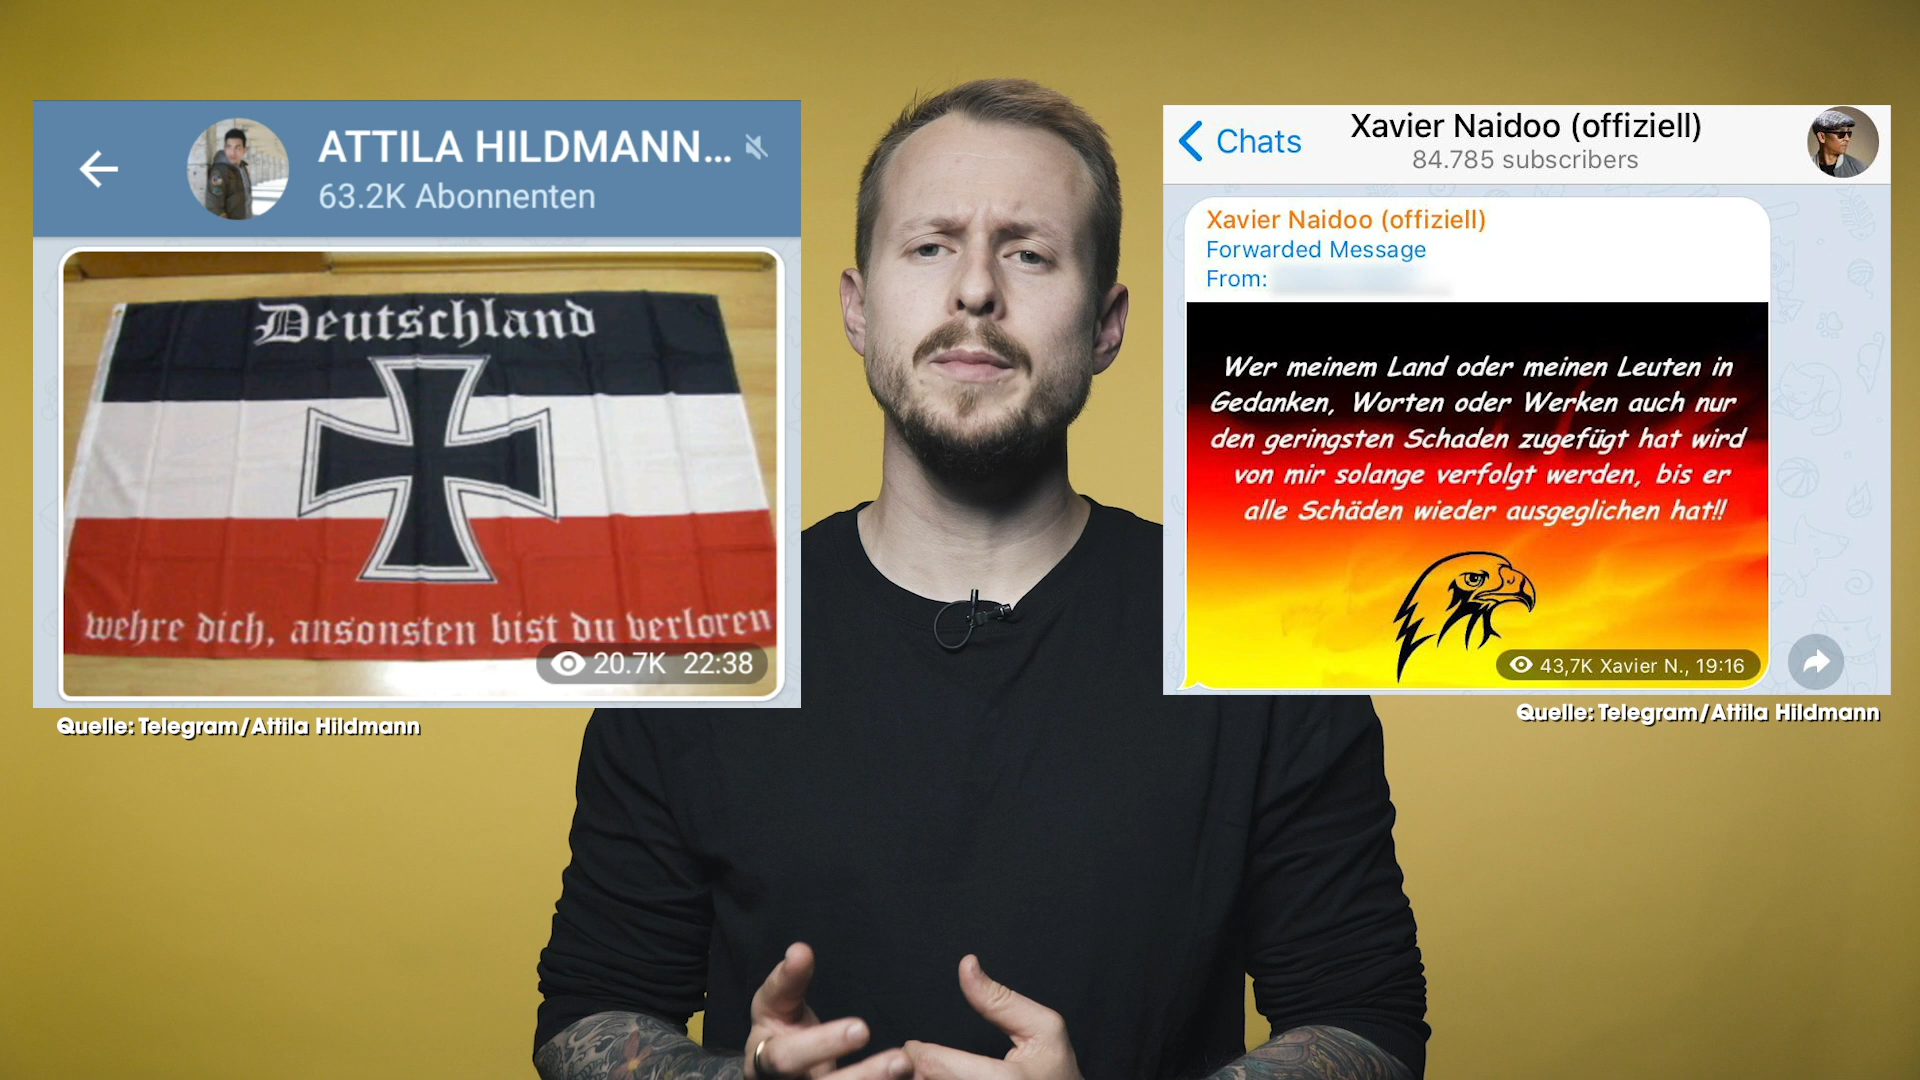 ATTILA HILDMANN...
63.2K Abonnenten
Deutschland
wehre dich, ansonsten bist du verloren
20.7K 22:38
Quelle: Telegram/Attila Hildmann
Chats
Xavier Naidoo (offiziell)
84.785 subscribers
Xavier Naidoo (offiziell)
Forwarded Message
From:
Wer meinem Land oder meinen Leuten in
Gedanken, Worten oder Werken auch nur
den geringsten Schaden zugefügt hat wird
von mir solange verfolgt werden, bis er
alle Schäden wieder ausgeglichen hat!!
43,7K Xavier N., 19:16
Quelle: Telegram/Attila Hildmann